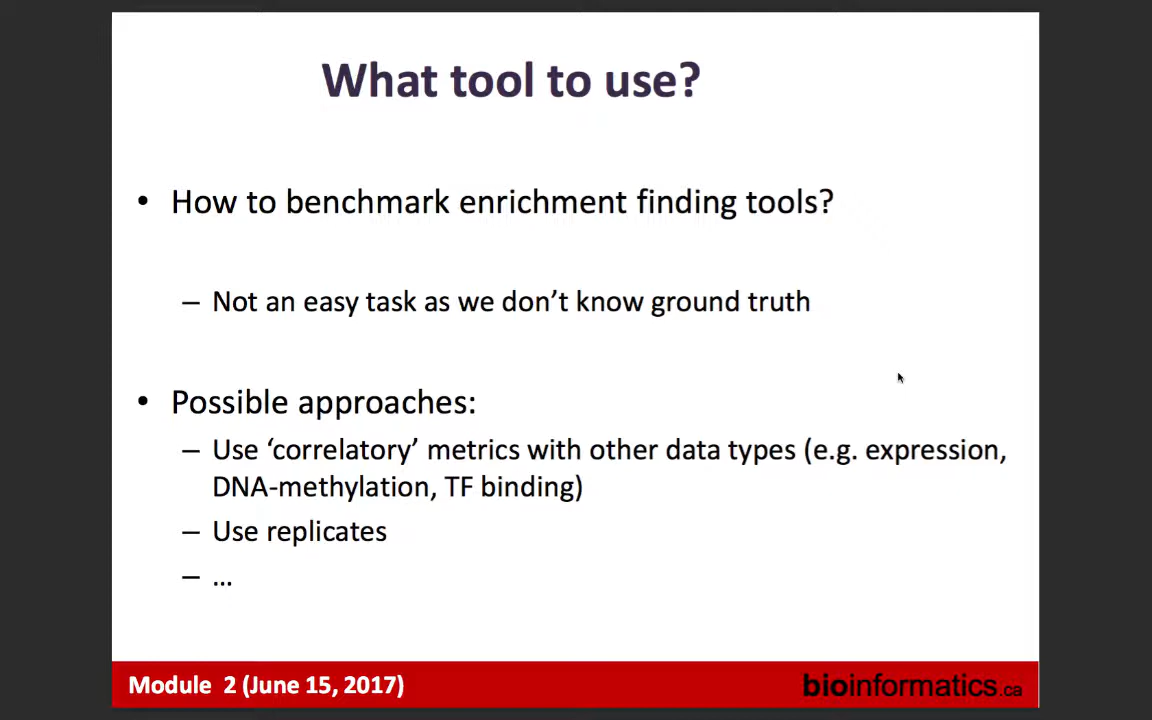 What tool to use?
• How to benchmark enrichment finding tools?
– Not an easy task as we don’t know ground truth
• Possible approaches:
– Use ‘correlatory’ metrics with other data types (e.g. expression,
DNA-methylation, TF binding)
– Use replicates
– ...
Module 2 (June 15, 2017)
bioinformatics.ca